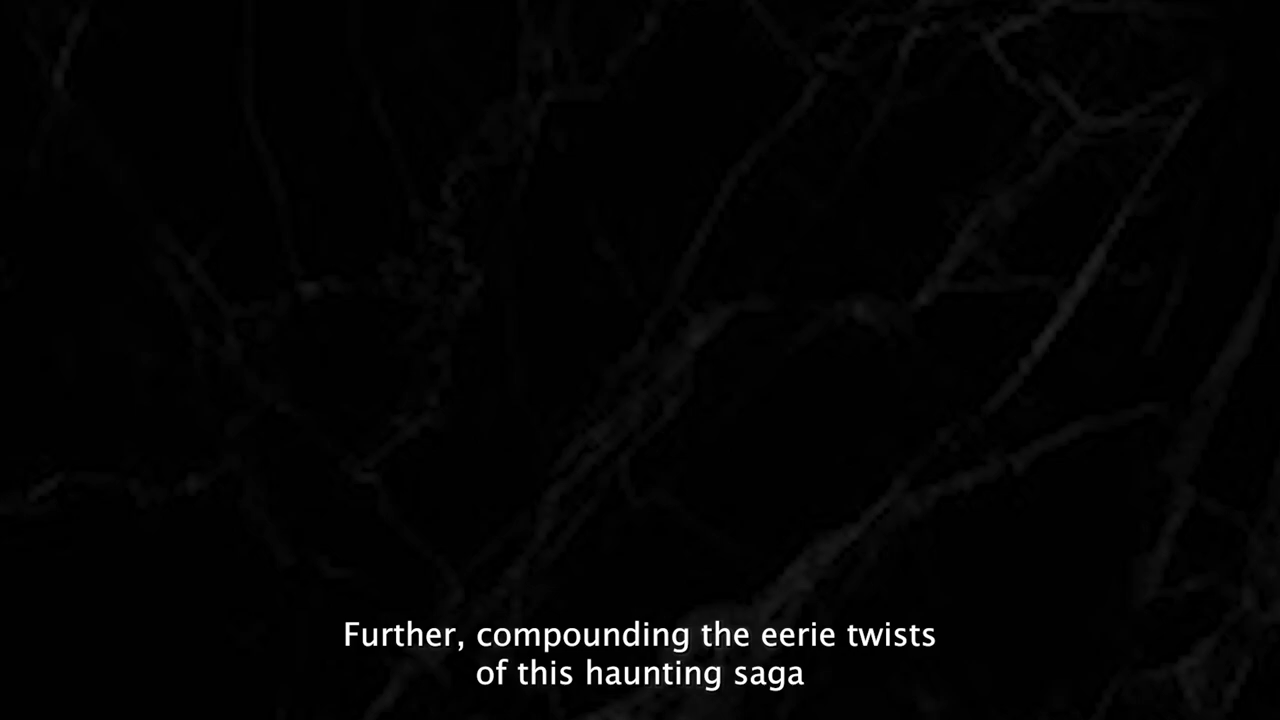 Further, compounding the eerie twists
of this haunting saga